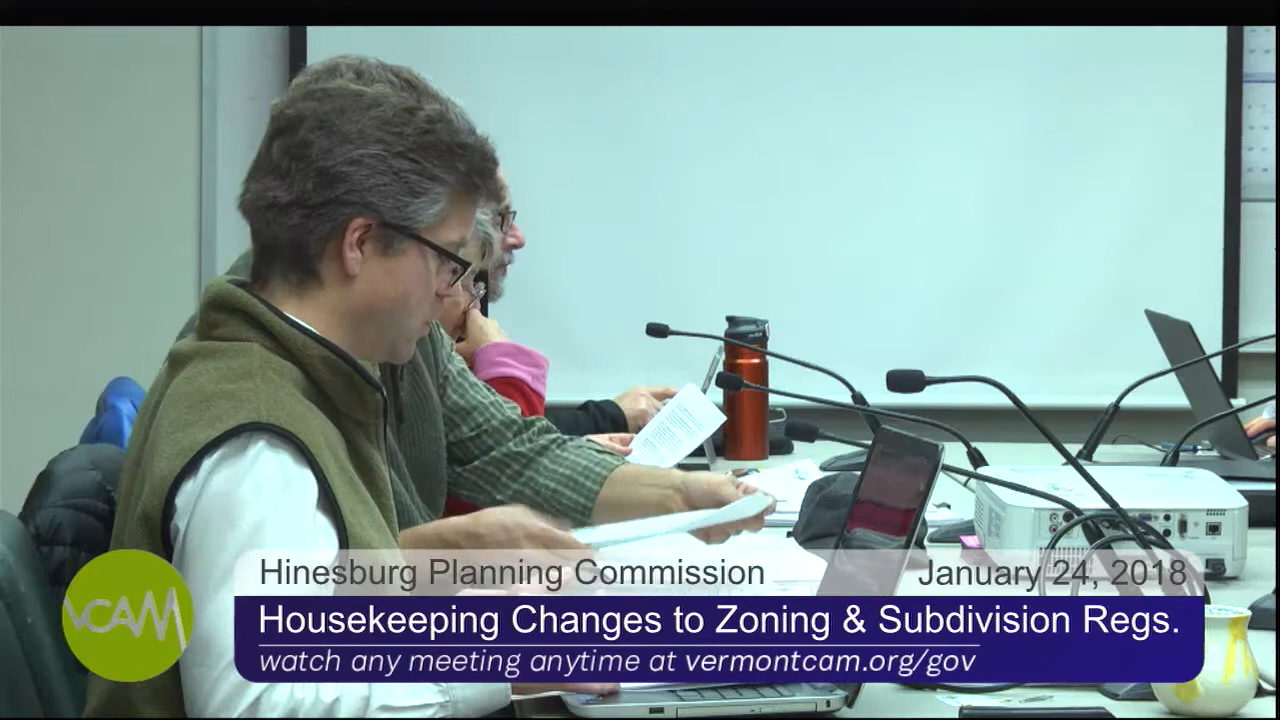 Hinesburg Planning Commission
January 24, 2018
VCAM
Housekeeping Changes to Zoning & Subdivision Regs.
watch any meeting anytime at vermontcam.org/gov